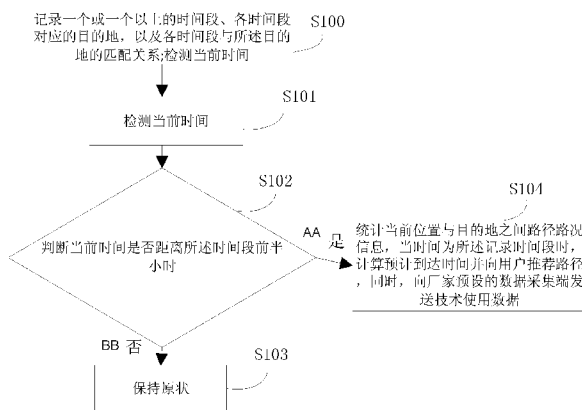 记录一个或一个以上的时间段、各时间段
对应的目的地，以及各时间段与所述目的
地的匹配关系;检测当前时间
S100
S101
检测当前时间
S102
判断当前时间是否距离所述时间段前半
小时
AA 是
S104
统计当前位置与目的地之间路径路况
信息，当时间为所述记录时间段时，
计算预计到达时间并向用户推荐路径
，同时，向厂家预设的数据采集端发
送技术使用数据
BB 否
S103
保持原状